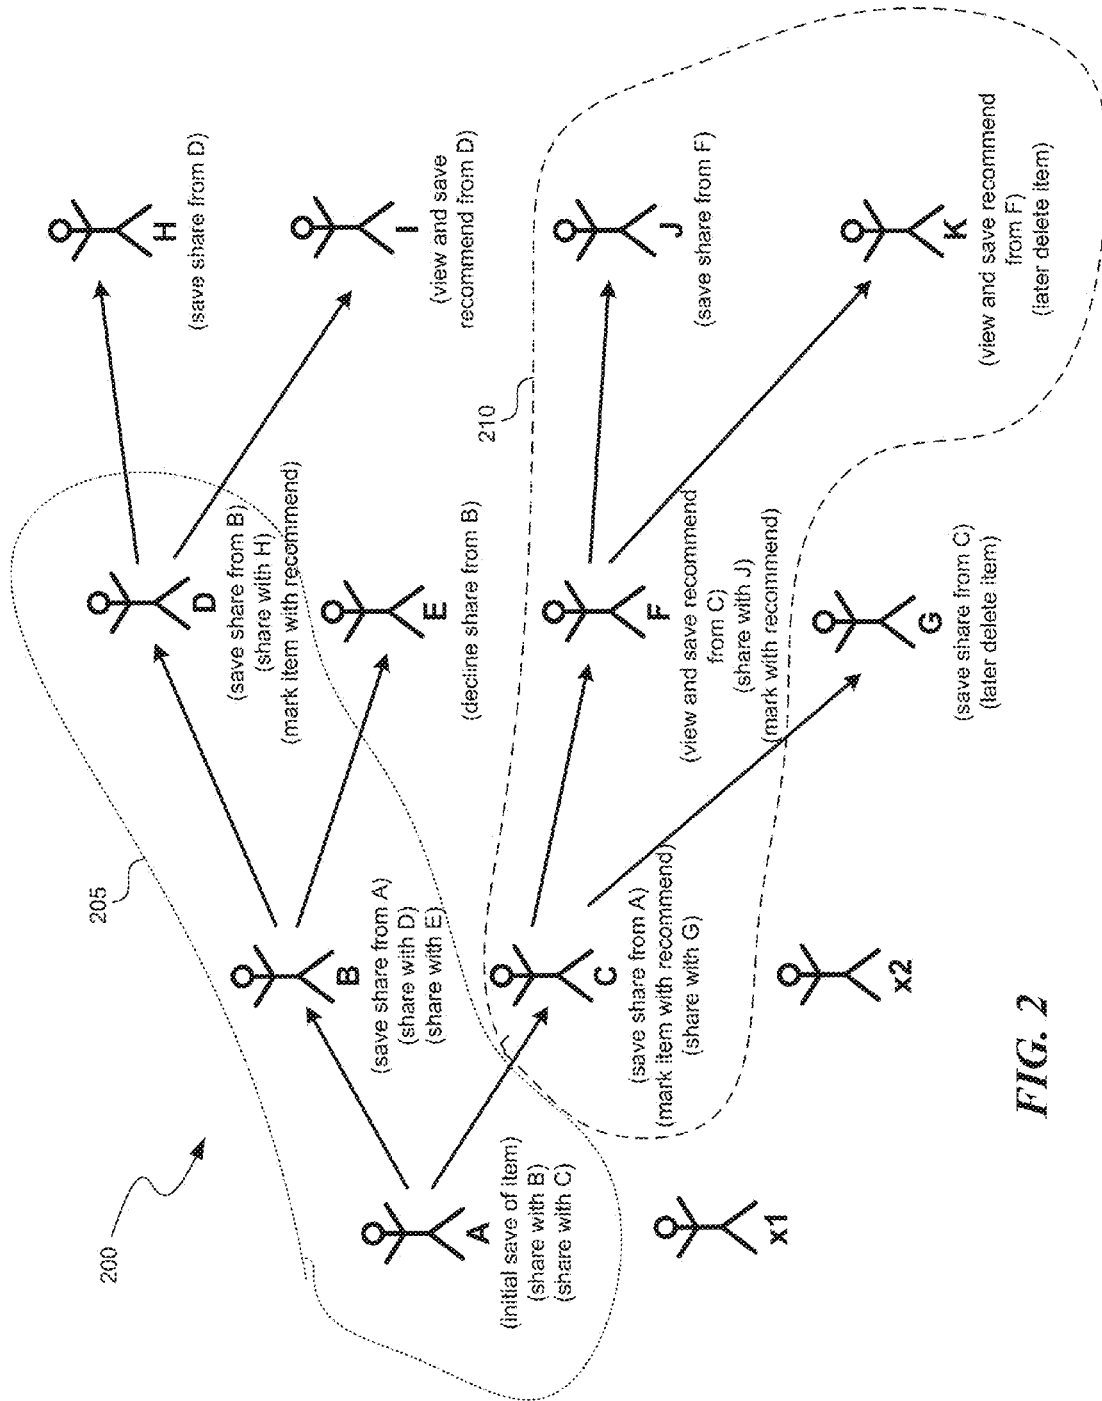 200
205
210
A
(initial save of item)
(share with B)
(share with C)
x1
B
(save share from A)
(share with D)
(share with E)
C
(save share from A)
(mark item with recommend)
(share with G)
x2
D
(save share from B)
(share with H)
(mark item with recommend)
E
(decline share from B)
F
(view and save recommend
from C)
(share with J)
(mark with recommend)
G
(save share from C)
(later delete item)
H
(save share from D)
I
(view and save
recommend from D)
J
(save share from F)
K
(view and save recommend
from F)
(later delete item)
FIG. 2